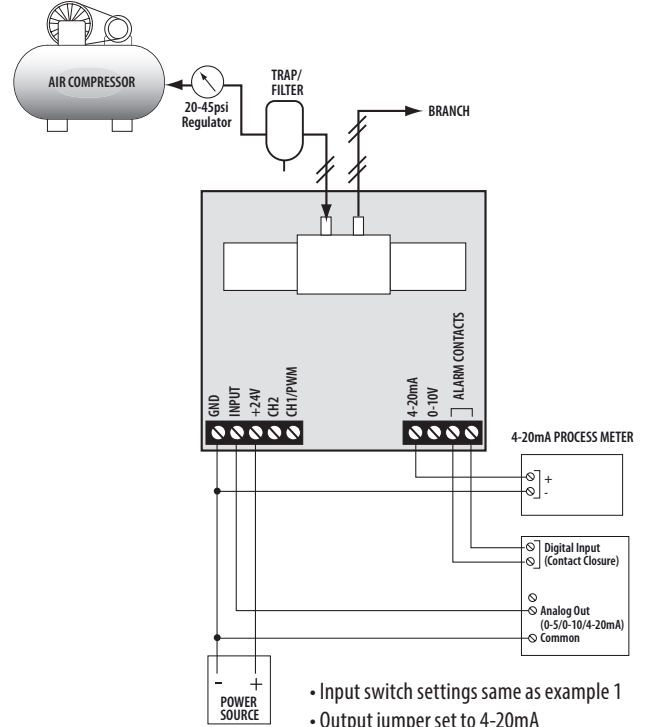 AIR COMPRESSOR
20-45psi
Regulator
TRAP/
FILTER
BRANCH
GND
INPUT
+24V
CH2
CH1/PWM
4-20mA
0-10V
ALARM CONTACTS
4-20mA PROCESS METER
+
-
Digital Input
(Contact Closure)
Analog Out
(0-5/0-10/4-20mA)
Common
- +
POWER
SOURCE
• Input switch settings same as example 1
• Output jumper set to 4-20mA